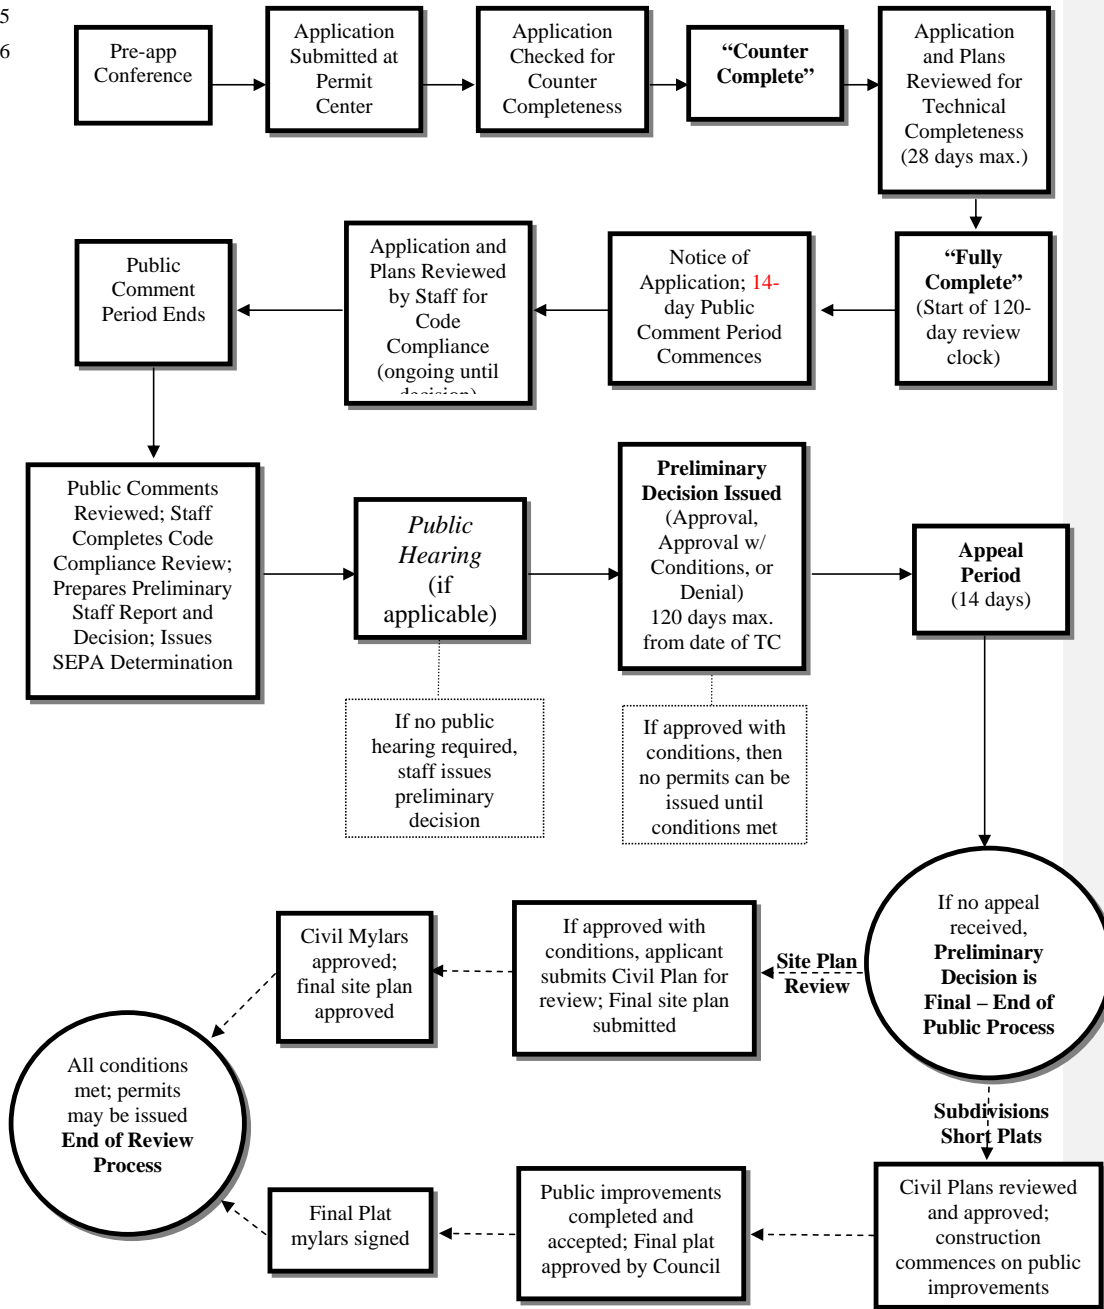 5
6
Pre-app
Conference
Application
Submitted at
Permit
Center
Application
Checked for
Counter
Completeness
“Counter
Complete”
Application
and Plans
Reviewed for
Technical
Completeness
(28 days max.)
“Fully
Complete”
(Start of 120-
day review
clock)
Notice of
Application; 14-
day Public
Comment Period
Commences
Application and
Plans Reviewed
by Staff for
Code
Compliance
(ongoing until
decision)
Public
Comment
Period Ends
Public Comments
Reviewed; Staff
Completes Code
Compliance Review;
Prepares Preliminary
Staff Report and
Decision; Issues
SEPA Determination
Public
Hearing
(if
applicable)
Preliminary
Decision Issued
(Approval,
Approval w/
Conditions, or
Denial)
120 days max.
from date of TC
Appeal
Period
(14 days)
If no public
hearing required,
staff issues
preliminary
decision
If approved with
conditions, then
no permits can be
issued until
conditions met
If no appeal
received,
Preliminary
Decision is
Final – End of
Public Process
Site Plan
Review
If approved with
conditions, applicant
submits Civil Plan for
review; Final site plan
submitted
Civil Mylars
approved;
final site plan
approved
All conditions
met; permits
may be issued
End of Review
Process
Subdivisions
Short Plats
Civil Plans reviewed
and approved;
construction
commences on public
improvements
Public improvements
completed and
accepted; Final plat
approved by Council
Final Plat
mylars signed